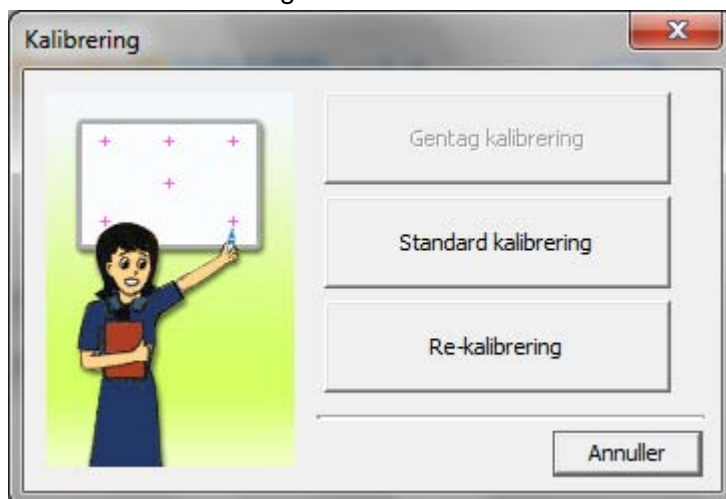 Kalibrering
Gentag kalibrering
Standard kalibrering
Re-kalibrering
Annuller